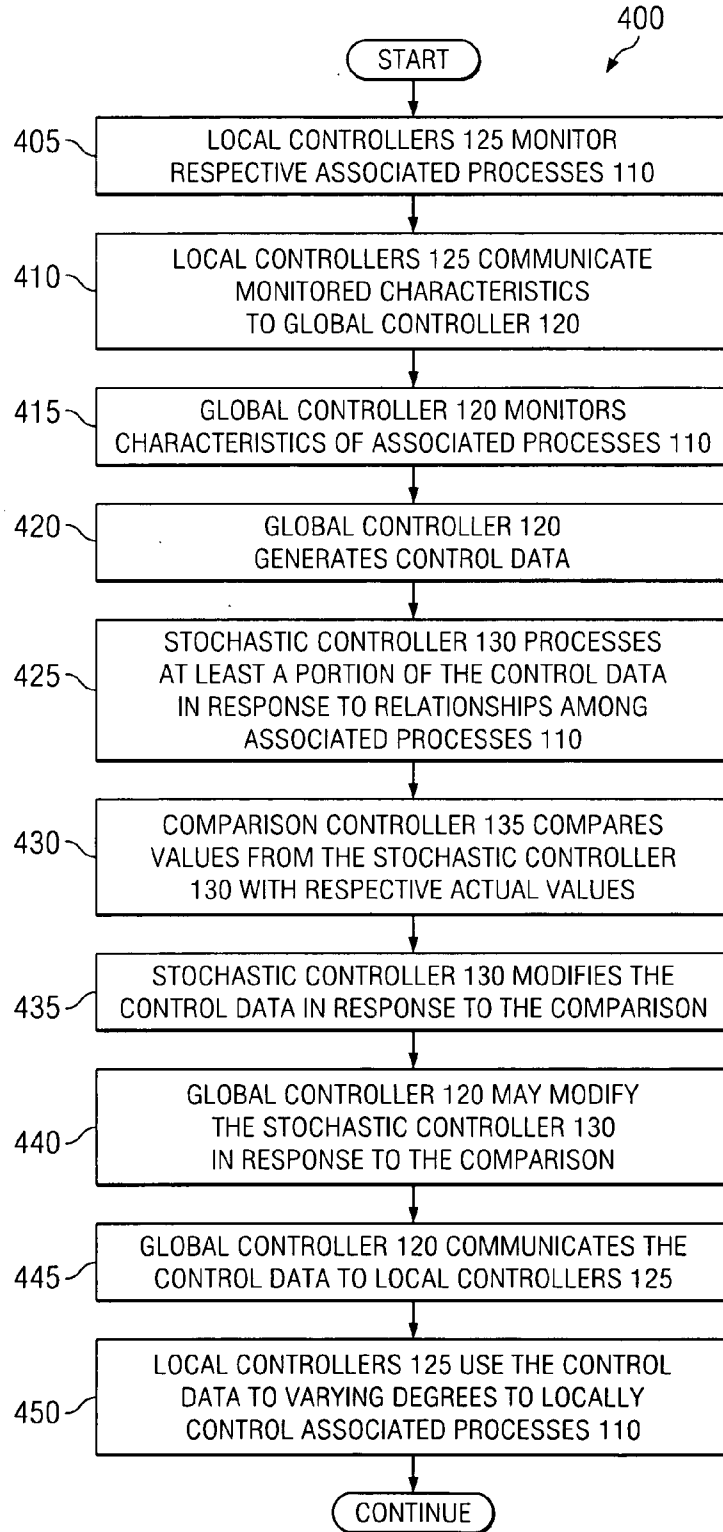 400
START
405
LOCAL CONTROLLERS 125 MONITOR
RESPECTIVE ASSOCIATED PROCESSES 110
410
LOCAL CONTROLLERS 125 COMMUNICATE
MONITORED CHARACTERISTICS
TO GLOBAL CONTROLLER 120
415
GLOBAL CONTROLLER 120 MONITORS
CHARACTERISTICS OF ASSOCIATED PROCESSES 110
420
GLOBAL CONTROLLER 120
GENERATES CONTROL DATA
425
STOCHASTIC CONTROLLER 130 PROCESSES
AT LEAST A PORTION OF THE CONTROL DATA
IN RESPONSE TO RELATIONSHIPS AMONG
ASSOCIATED PROCESSES 110
430
COMPARISON CONTROLLER 135 COMPARES
VALUES FROM THE STOCHASTIC CONTROLLER
130 WITH RESPECTIVE ACTUAL VALUES
435
STOCHASTIC CONTROLLER 130 MODIFIES THE
CONTROL DATA IN RESPONSE TO THE COMPARISON
440
GLOBAL CONTROLLER 120 MAY MODIFY
THE STOCHASTIC CONTROLLER 130
IN RESPONSE TO THE COMPARISON
445
GLOBAL CONTROLLER 120 COMMUNICATES THE
CONTROL DATA TO LOCAL CONTROLLERS 125
450
LOCAL CONTROLLERS 125 USE THE CONTROL
DATA TO VARYING DEGREES TO LOCALLY
CONTROL ASSOCIATED PROCESSES 110
CONTINUE